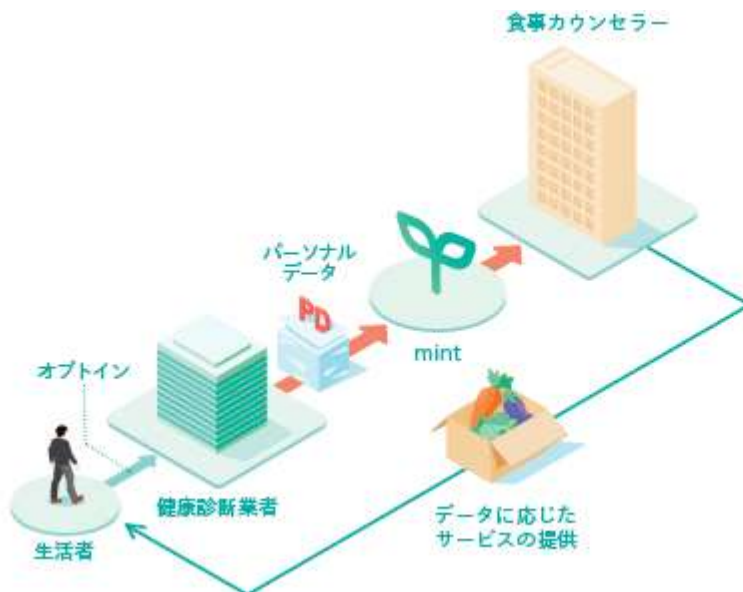 食事カウンセラー
パーソナル
データ
PD
mint
オプトイン
健康診断業者
生活者
データに応じた
サービスの提供